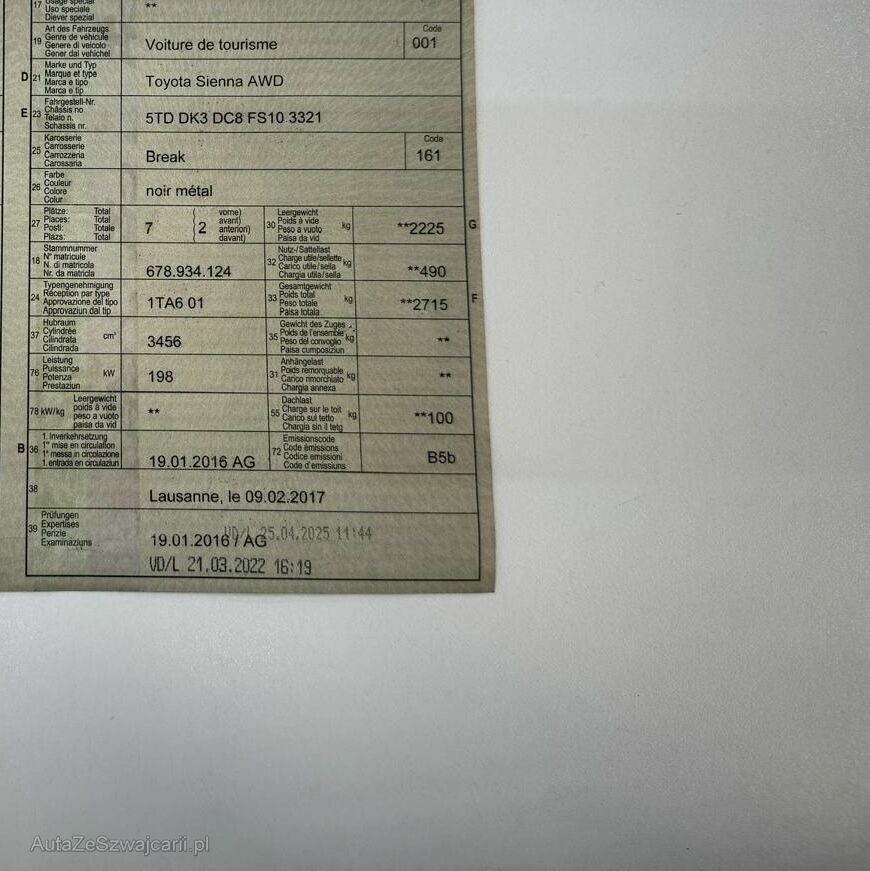 17 Usage spécial **
Uso speciale
Diever spezial
19 Art des Fahrzeugs
Genre de véhicule
Genere di veicolo
Gener dal vehichel
Voiture de tourisme
Code
001
D 21 Marke und Typ
Marque et type
Marca e tipo
Marca e tip
Toyota Sienna AWD
E 23 Fahrgestell-Nr.
Châssis no
Telaio n.
Schassis nr.
5TD DK3 DC8 FS10 3321
25 Karosserie
Carrosserie
Carrozzeria
Carossaria
Break
Code
161
26 Farbe
Couleur
Colore
Colur
noir métal
27 Plätze: Total
Places: Total
Posti: Totale
Plazs: Total
7 ( 2 vorne)
avant)
anteriori)
davant)
30 Leergewicht
Poids à vide
Peso a vuoto
Paisa da vid
kg **2225 G
18 Stammnummer
N° matricule
N. di matricola
Nr. da matricla
678.934.124
32 Nutz-/Sattellast
Charge utile/sellette
Carico utile/sella
Chargia utila/sella
kg **490
24 Typengenehmigung
Réception par type
Approvazione del tipo
Approvaziun dal tip
1TA6 01
33 Gesamtgewicht
Poids total
Peso totale
Paisa totala
kg **2715 F
37 Hubraum
Cylindrée
Cilindrata
Cilindrada
cm³ 3456
35 Gewicht des Zuges
Poids de l'ensemble
Peso del convoglio
Paisa cumposiziun
kg **
76 Leistung
Puissance
Potenza
Prestaziun
kW 198
31 Anhängelast
Poids remorquable
Carico rimorchiato
Chargia annexa
kg **
78 kW/kg Leergewicht
poids à vide
peso a vuoto
paisa da vid
**
55 Dachlast
Charge sur le toit
Carico sul tetto
Chargia sin il tetg
kg **100
B 36 1. Inverkehrsetzung
1re mise en circulation
1a messa in circolazione
1. entrada en circulaziun
19.01.2016 AG
72 Emissionscode
Code émissions
Codice emissioni
Code d'emissiuns
B5b
38 Lausanne, le 09.02.2017
39 Prüfungen
Expertises
Perizie
Examinaziuns
19.01.2016 / AG
VD/L 25.04.2025 11:44
VD/L 21.03.2022 16:19
AutaZeSzwajcarii.pl